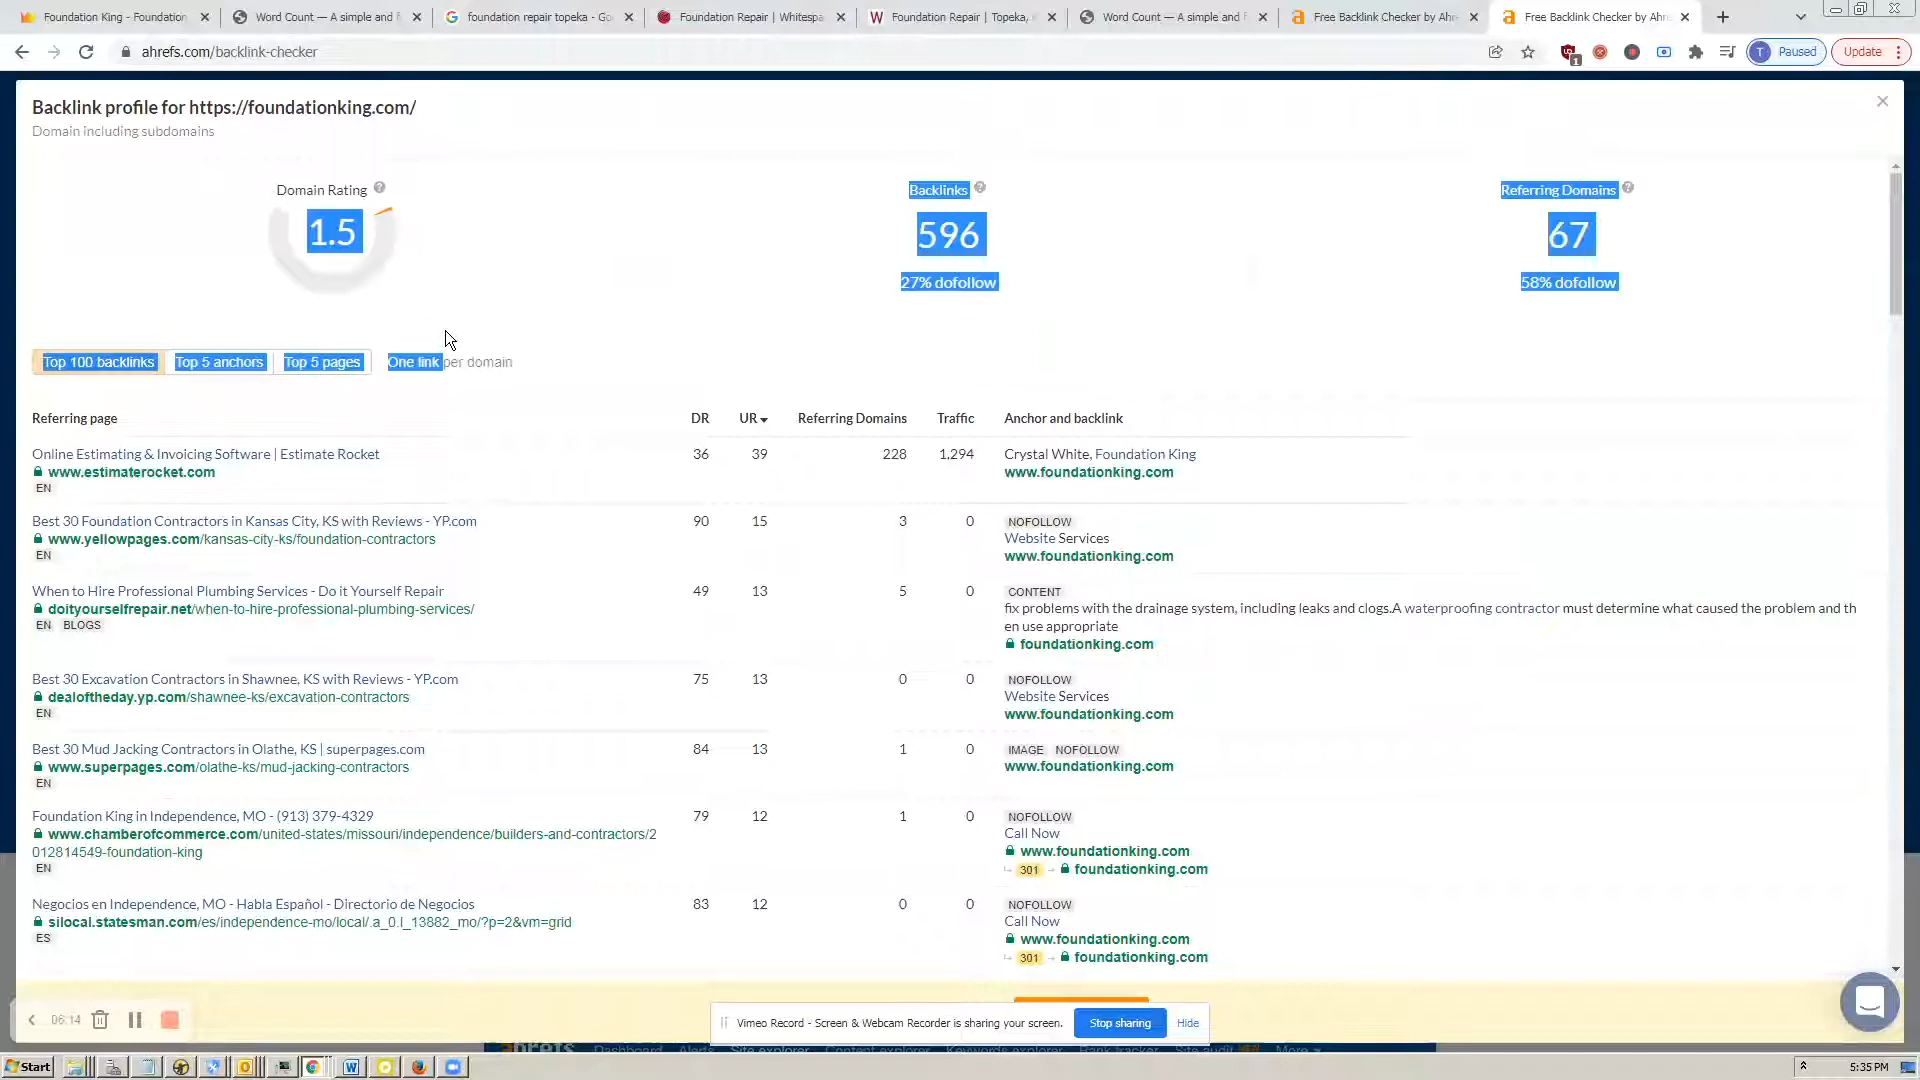 Foundation King - Foundation
Word Count — A simple and f
foundation repair topeka - Go
Foundation Repair | Whitespa
Foundation Repair | Topeka,
Word Count — A simple and f
Free Backlink Checker by Ahr
Free Backlink Checker by Ahr
ahrefs.com/backlink-checker
1
T Paused
Update
Backlink profile for https://foundationking.com/
Domain including subdomains
Domain Rating ?
Backlinks ?
Referring Domains ?
1.5
596
67
27% dofollow
58% dofollow
Top 100 backlinks Top 5 anchors Top 5 pages One link per domain
Referring page DR UR Referring Domains Traffic Anchor and backlink
Online Estimating & Invoicing Software | Estimate Rocket 36 39 228 1,294 Crystal White, Foundation King
www.estimaterocket.com www.foundationking.com
EN
Best 30 Foundation Contractors in Kansas City, KS with Reviews - YP.com 90 15 3 0 NOFOLLOW
www.yellowpages.com/kansas-city-ks/foundation-contractors Website Services
EN www.foundationking.com
When to Hire Professional Plumbing Services - Do it Yourself Repair 49 13 5 0 CONTENT
doityourselfrepair.net/when-to-hire-professional-plumbing-services/ fix problems with the drainage system, including leaks and clogs.A waterproofing contractor must determine what caused the problem and th
EN BLOGS en use appropriate
foundationking.com
Best 30 Excavation Contractors in Shawnee, KS with Reviews - YP.com 75 13 0 0 NOFOLLOW
dealoftheday.yp.com/shawnee-ks/excavation-contractors Website Services
EN www.foundationking.com
Best 30 Mud Jacking Contractors in Olathe, KS | superpages.com 84 13 1 0 IMAGE NOFOLLOW
www.superpages.com/olathe-ks/mud-jacking-contractors www.foundationking.com
EN
Foundation King in Independence, MO - (913) 379-4329 79 12 1 0 NOFOLLOW
www.chamberofcommerce.com/united-states/missouri/independence/builders-and-contractors/2 Call Now
012814549-foundation-king www.foundationking.com
EN 301 foundationking.com
Negocios en Independence, MO - Habla Español - Directorio de Negocios 83 12 0 0 NOFOLLOW
silocal.statesman.com/es/independence-mo/local/.a_0.l_13882_mo/?p=2&vm=grid Call Now
ES www.foundationking.com
301 foundationking.com
06:14
Vimeo Record - Screen & Webcam Recorder is sharing your screen. Stop sharing Hide
ahrefs Dashboard Alerts Site explorer Content explorer Keywords explorer Rank tracker Site audit More
Start
5:35 PM